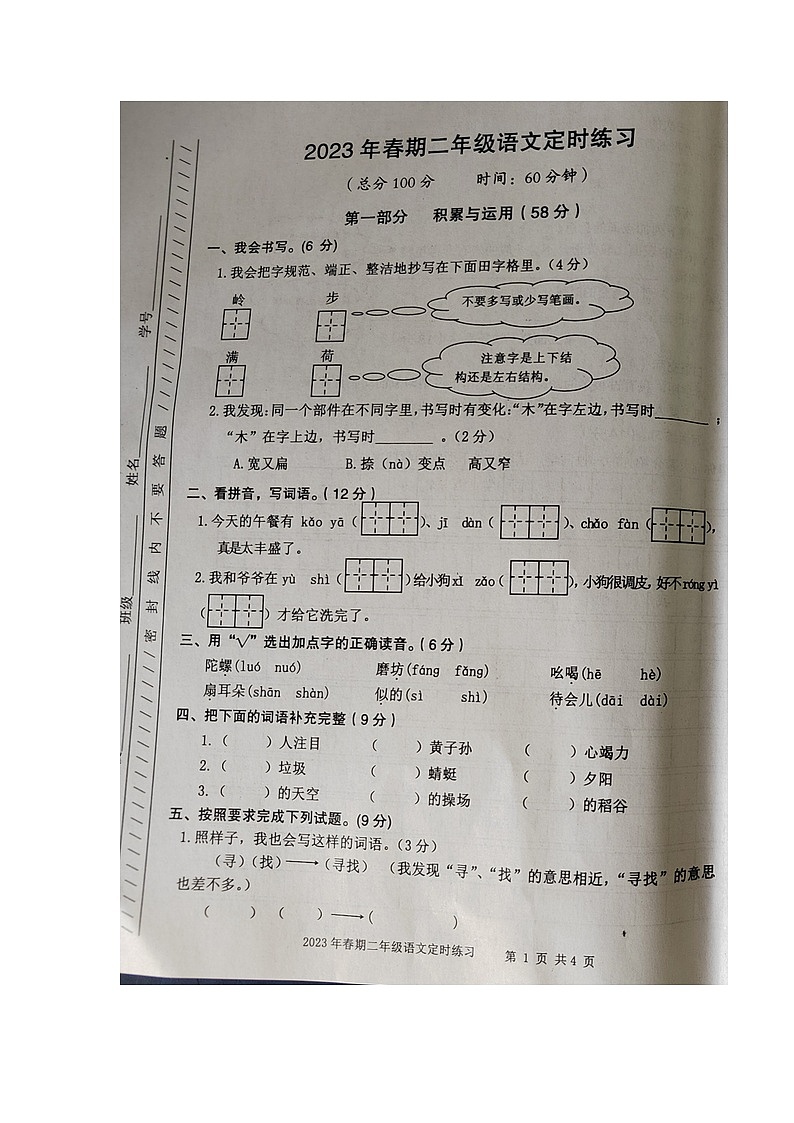 2023年春期二年级语文定时练习
(总分100分 时间：60分钟)
第一部分 积累与运用(58分)
一、我会书写。(6 分)
1.我会把字规范、端正、整洁地抄写在下面田字格里。(4分)
岭 步
不要多写或少写笔画。
满 荷
注意字是上下结
构还是左右结构。
2.我发现：同一个部件在不同字里，书写时有变化：“木”在字左边，书写时______；
“木”在字上边，书写时______。(2分)
A.宽又扁 B.捺（nà）变点 高又窄
二、看拼音，写词语。(12分)
1.今天的午餐有 kǎo yā ( )、jī dàn ( )、chǎo fàn ( )，
真是太丰盛了。
2.我和爷爷在 yù shì ( )给小狗 xǐ zǎo ( )，小狗很调皮，好不 róng yì
( )才给它洗完了。
三、用“√”选出加点字的正确读音。(6分)
陀螺(luó nuó) 磨坊(fáng fǎng) 吆喝(hē hè)
扇耳朵(shān shàn) 似的(sì shì) 待会儿(dāi dài)
四、把下面的词语补充完整(9分)
1.( )人注目 ( )黄子孙 ( )心竭力
2.( )垃圾 ( )蜻蜓 ( )夕阳
3.( )的天空 ( )的操场 ( )的稻谷
五、按照要求完成下列试题。(9分)
1.照样子，我也会写这样的词语。(3分)
(寻)(找)→(寻找) (我发现“寻”、“找”的意思相近，“寻找”的意思
也差不多。)
( ) ( )→( )
2023年春期二年级语文定时练习 第 1 页 共4 页
学号
姓名
班级
密封线内不要答题